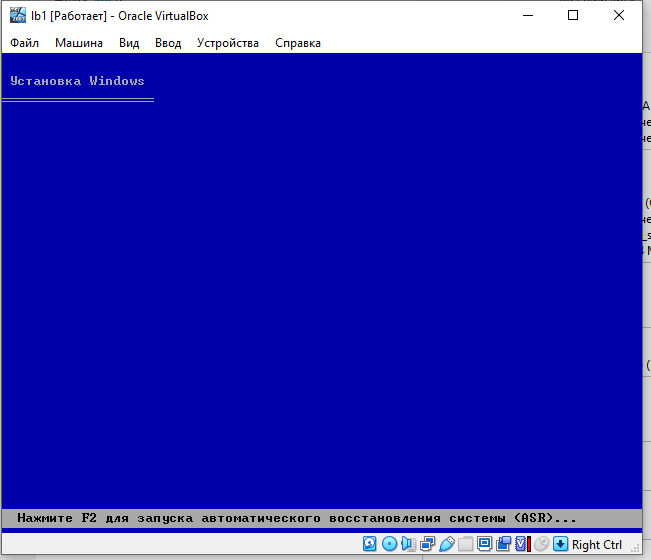 lb1 [Работает] - Oracle VirtualBox
Файл Машина Вид Ввод Устройства Справка
Установка Windows
Нажмите F2 для запуска автоматического восстановления системы (ASR)...
Right Ctrl